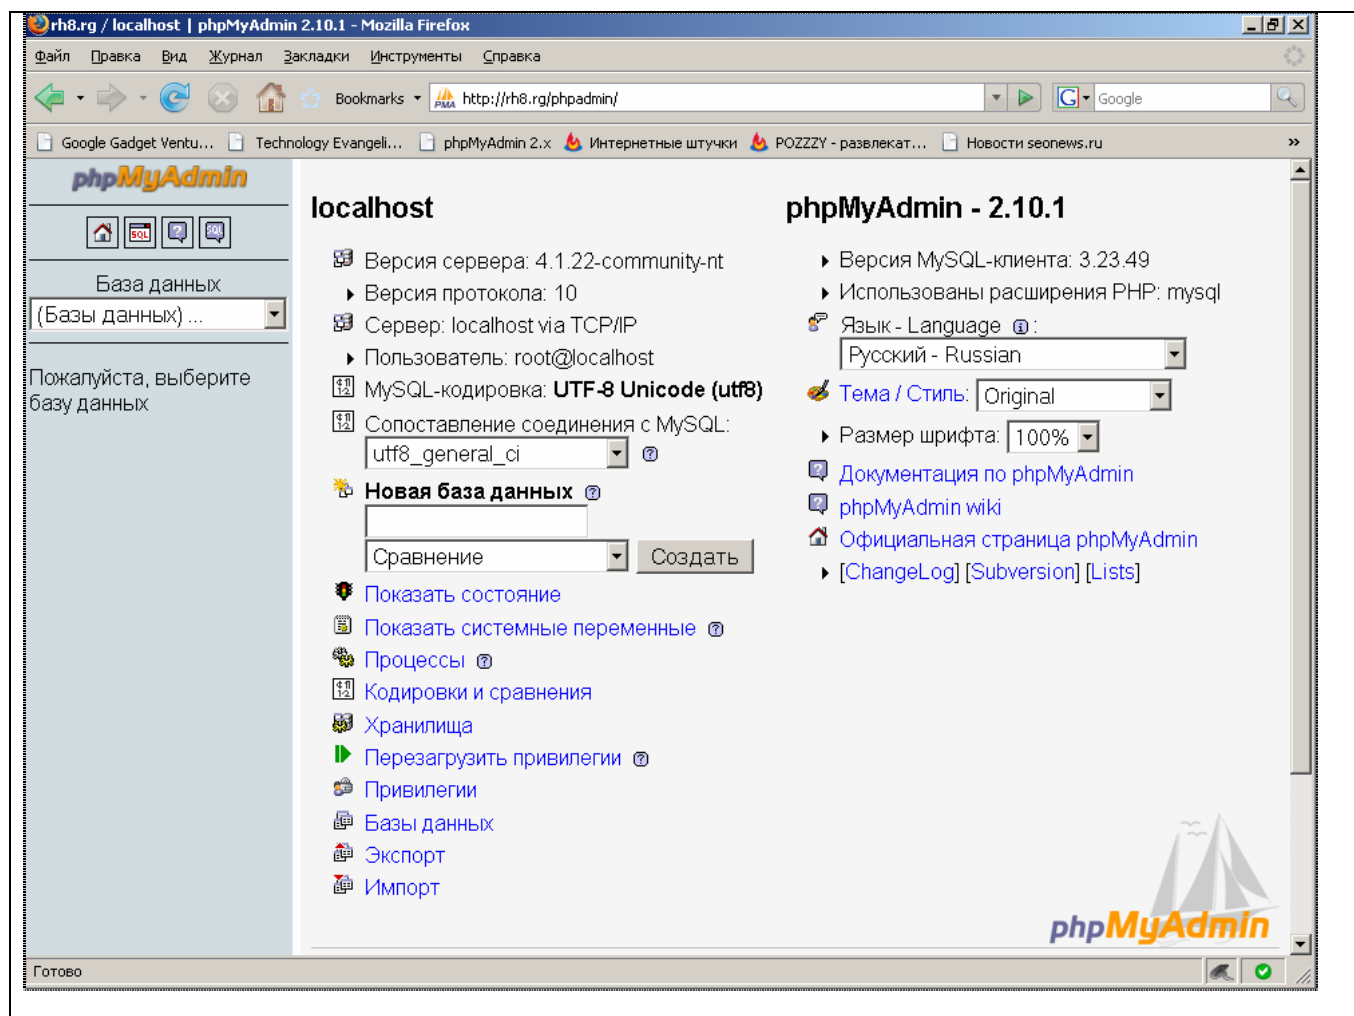 rh8.rg / localhost | phpMyAdmin 2.10.1 - Mozilla Firefox
Файл Правка Вид Журнал Закладки Инструменты Справка
Bookmarks PMA http://rh8.rg/phpadmin/ G Google
Google Gadget Ventu... Technology Evangeli... phpMyAdmin 2.x Интернетные штучки POZZZY - развлекат... Новости seonews.ru »
phpMyAdmin
SQL SQL
База данных
(Базы данных) ...
Пожалуйста, выберите
базу данных
localhost
Версия сервера: 4.1.22-community-nt
Версия протокола: 10
Сервер: localhost via TCP/IP
Пользователь: root@localhost
MySQL-кодировка: UTF-8 Unicode (utf8)
Сопоставление соединения с MySQL:
utf8_general_ci
Новая база данных
Сравнение Создать
Показать состояние
Показать системные переменные
Процессы
Кодировки и сравнения
Хранилища
Перезагрузить привилегии
Привилегии
Базы данных
Экспорт
Импорт
phpMyAdmin - 2.10.1
Версия MySQL-клиента: 3.23.49
Использованы расширения PHP: mysql
Язык - Language :
Русский - Russian
Тема / Стиль: Original
Размер шрифта: 100%
Документация по phpMyAdmin
phpMyAdmin wiki
Официальная страница phpMyAdmin
[ChangeLog] [Subversion] [Lists]
phpMyAdmin
Готово